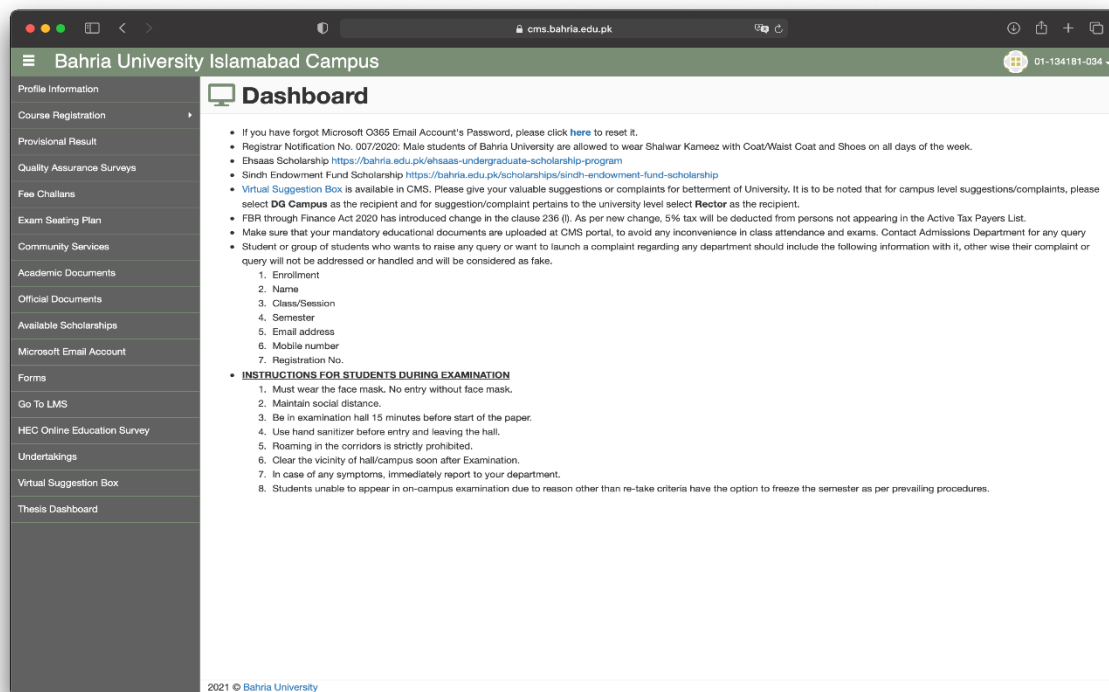 cms.bahria.edu.pk
Bahria University Islamabad Campus
01-134181-034
Profile Information
Course Registration
Provisional Result
Quality Assurance Surveys
Fee Challans
Exam Seating Plan
Community Services
Academic Documents
Official Documents
Available Scholarships
Microsoft Email Account
Forms
Go To LMS
HEC Online Education Survey
Undertakings
Virtual Suggestion Box
Thesis Dashboard
Dashboard
If you have forgot Microsoft O365 Email Account's Password, please click here to reset it.
Registrar Notification No. 007/2020: Male students of Bahria University are allowed to wear Shalwar Kameez with Coat/Waist Coat and Shoes on all days of the week.
Ehsaas Scholarship https://bahria.edu.pk/ehsaas-undergraduate-scholarship-program
Sindh Endowment Fund Scholarship https://bahria.edu.pk/scholarships/sindh-endowment-fund-scholarship
Virtual Suggestion Box is available in CMS. Please give your valuable suggestions or complaints for betterment of University. It is to be noted that for campus level suggestions/complaints, please
select DG Campus as the recipient and for suggestion/complaint pertains to the university level select Rector as the recipient.
FBR through Finance Act 2020 has introduced change in the clause 236 (I). As per new change, 5% tax will be deducted from persons not appearing in the Active Tax Payers List.
Make sure that your mandatory educational documents are uploaded at CMS portal, to avoid any inconvenience in class attendance and exams. Contact Admissions Department for any query
Student or group of students who wants to raise any query or want to launch a complaint regarding any department should include the following information with it, other wise their complaint or
query will not be addressed or handled and will be considered as fake.
1. Enrollment
2. Name
3. Class/Session
4. Semester
5. Email address
6. Mobile number
7. Registration No.
INSTRUCTIONS FOR STUDENTS DURING EXAMINATION
1. Must wear the face mask. No entry without face mask.
2. Maintain social distance.
3. Be in examination hall 15 minutes before start of the paper.
4. Use hand sanitizer before entry and leaving the hall.
5. Roaming in the corridors is strictly prohibited.
6. Clear the vicinity of hall/campus soon after Examination.
7. In case of any symptoms, immediately report to your department.
8. Students unable to appear in on-campus examination due to reason other than re-take criteria have the option to freeze the semester as per prevailing procedures.
2021 © Bahria University